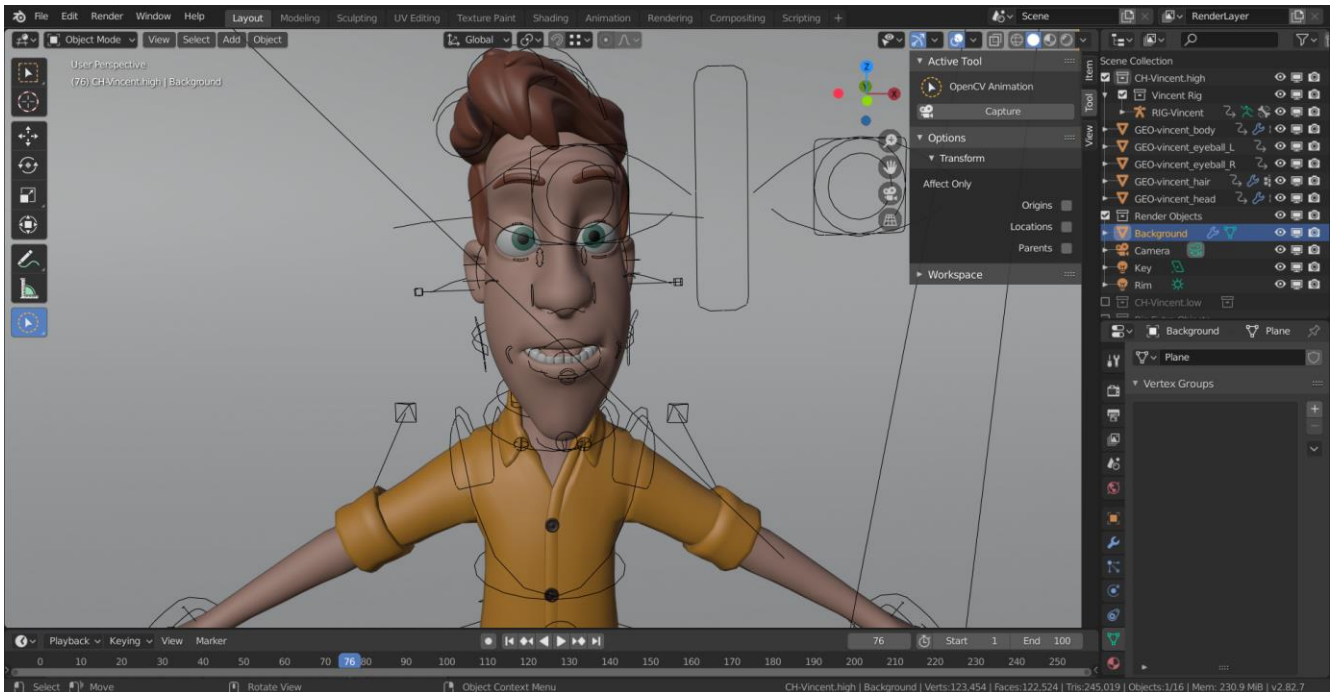 File Edit Render Window Help Layout Modeling Sculpting UV Editing Texture Paint Shading Animation Rendering Compositing Scripting + Scene RenderLayer
Object Mode View Select Add Object Global
User Perspective
(76) CH-Vincent.high | Background
Active Tool
OpenCV Animation
Capture
Options
Transform
Affect Only
Origins
Locations
Parents
Workspace
Item
Tool
View
Z
Y
X
Scene Collection
CH-Vincent.high
Vincent Rig
RIG-Vincent
GEO-vincent_body
GEO-vincent_eyeball_L
GEO-vincent_eyeball_R
GEO-vincent_hair
GEO-vincent_head
Render Objects
Background
Camera
Key
Rim
CH-Vincent.low
Background Plane
Plane
Vertex Groups
Playback Keying View Marker 76 Start 1 End 100
0 10 20 30 40 50 60 70 76 80 90 100 110 120 130 140 150 160 170 180 190 200 210 220 230 240 250
Select Move Rotate View Object Context Menu CH-Vincent.high | Background | Verts:123,454 | Faces:122,524 | Tris:245,019 | Objects:1/16 | Mem: 230.9 MiB | v2.82.7